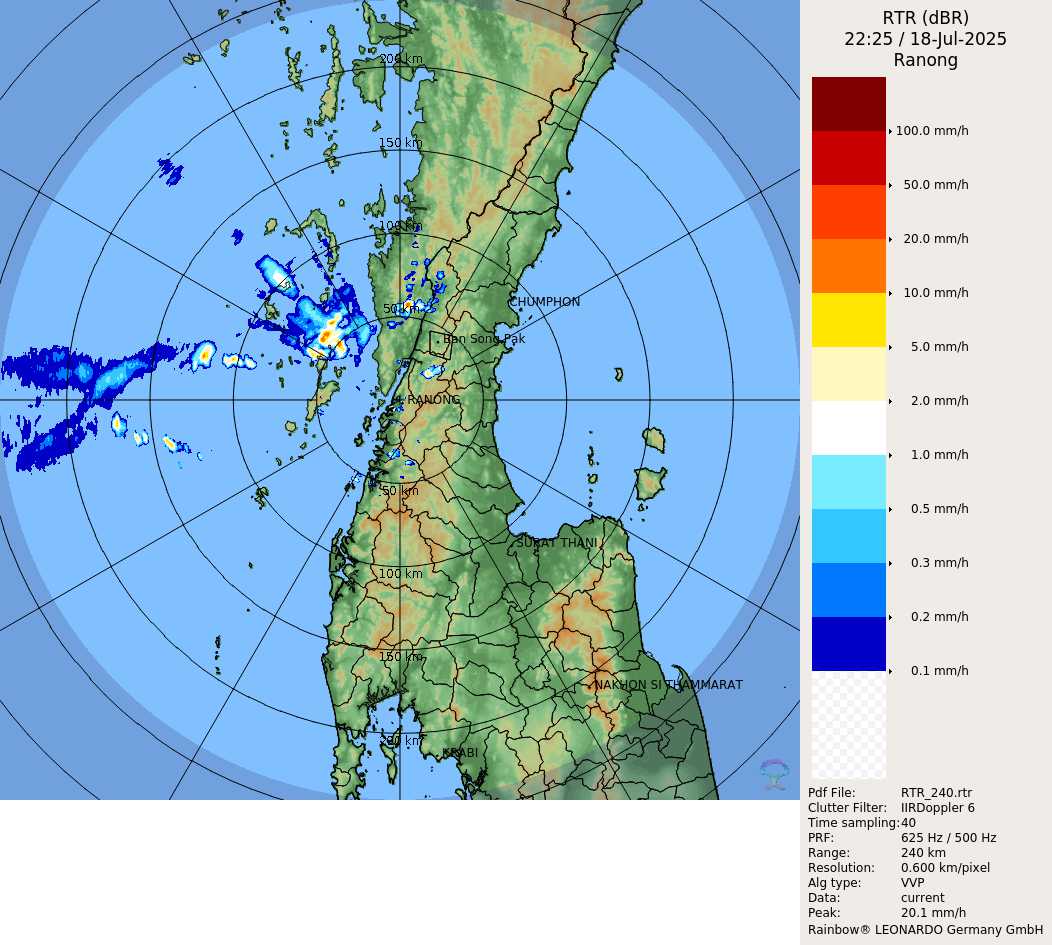 RTR (dBR)
22:25 / 18-Jul-2025
Ranong
200 km
150 km
100 km
50 km
CHUMPHON
Ban Song Pak
RANONG
50 km
SURAT THANI
100 km
150 km
NAKHON SI THAMMARAT
200 km
KRABI
100.0 mm/h
50.0 mm/h
20.0 mm/h
10.0 mm/h
5.0 mm/h
2.0 mm/h
1.0 mm/h
0.5 mm/h
0.3 mm/h
0.2 mm/h
0.1 mm/h
Pdf File: RTR_240.rtr
Clutter Filter: IIRDoppler 6
Time sampling:40
PRF: 625 Hz / 500 Hz
Range: 240 km
Resolution: 0.600 km/pixel
Alg type: VVP
Data: current
Peak: 20.1 mm/h
Rainbow® LEONARDO Germany GmbH